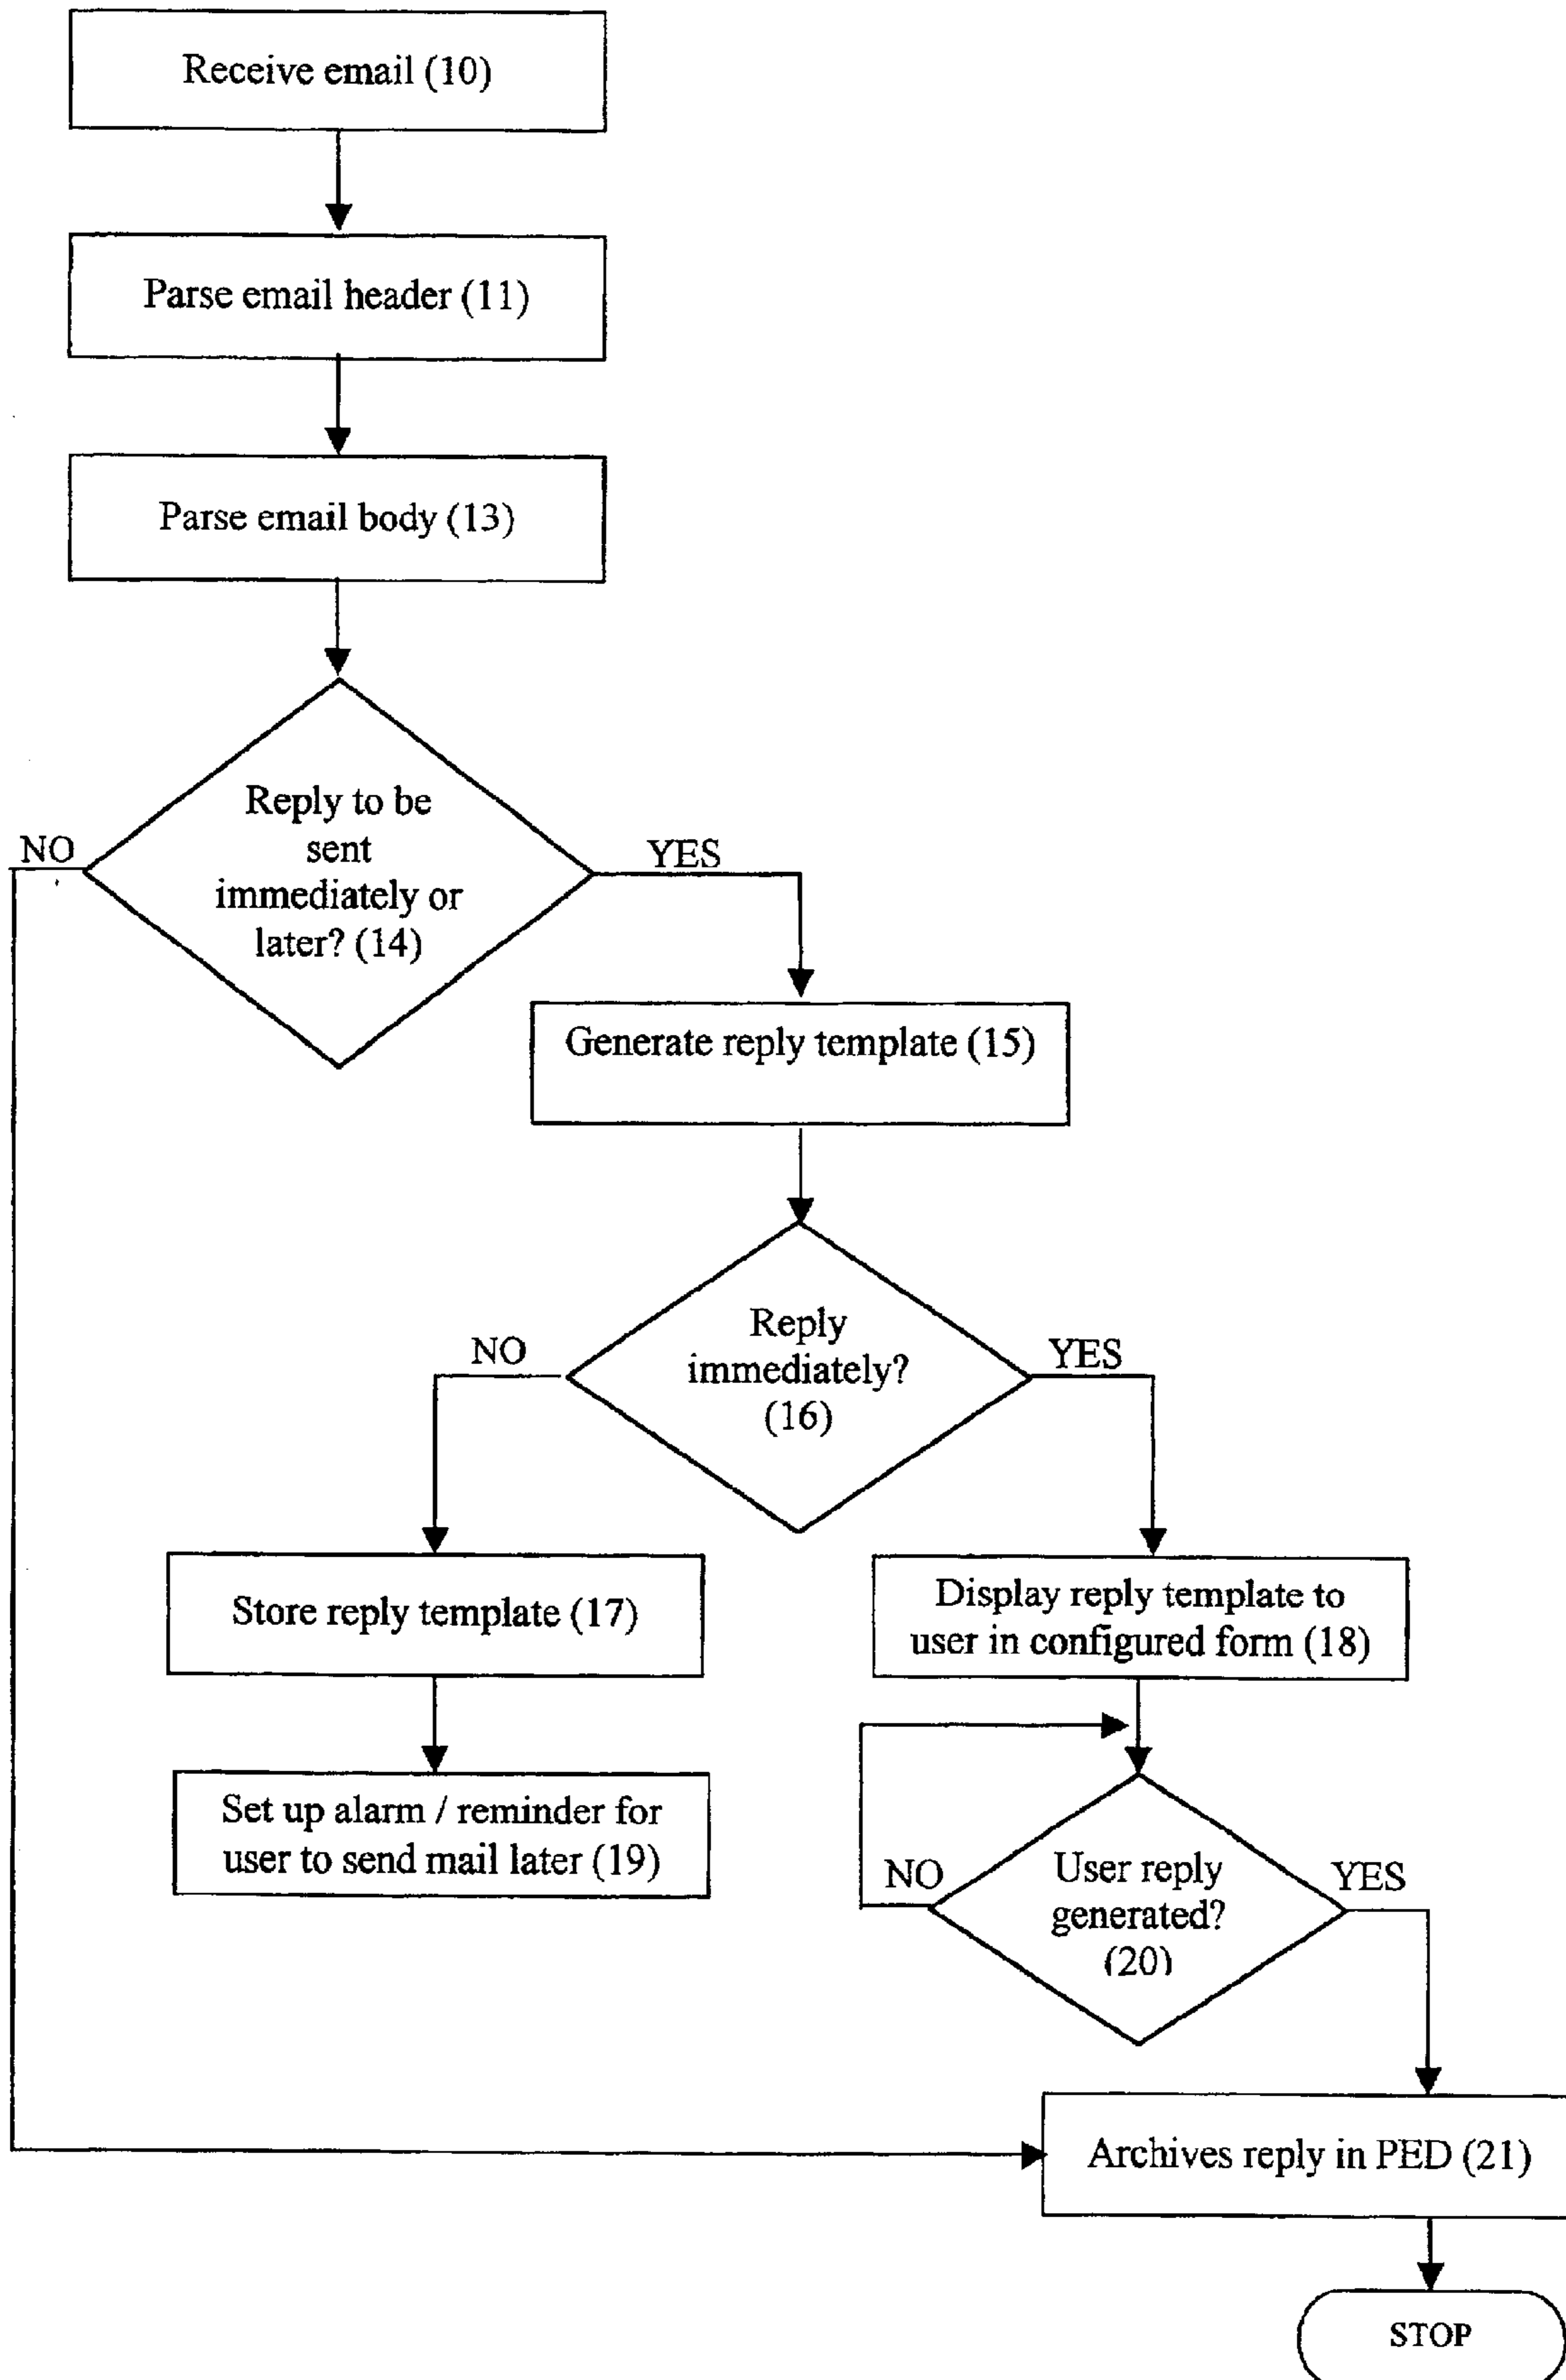 Receive email (10)
Parse email header (11)
Parse email body (13)
Reply to be
sent
immediately or
later? (14)
NO
YES
Generate reply template (15)
Reply
immediately?
(16)
NO
YES
Store reply template (17)
Display reply template to
user in configured form (18)
Set up alarm / reminder for
user to send mail later (19)
User reply
generated?
(20)
NO
YES
Archives reply in PED (21)
STOP